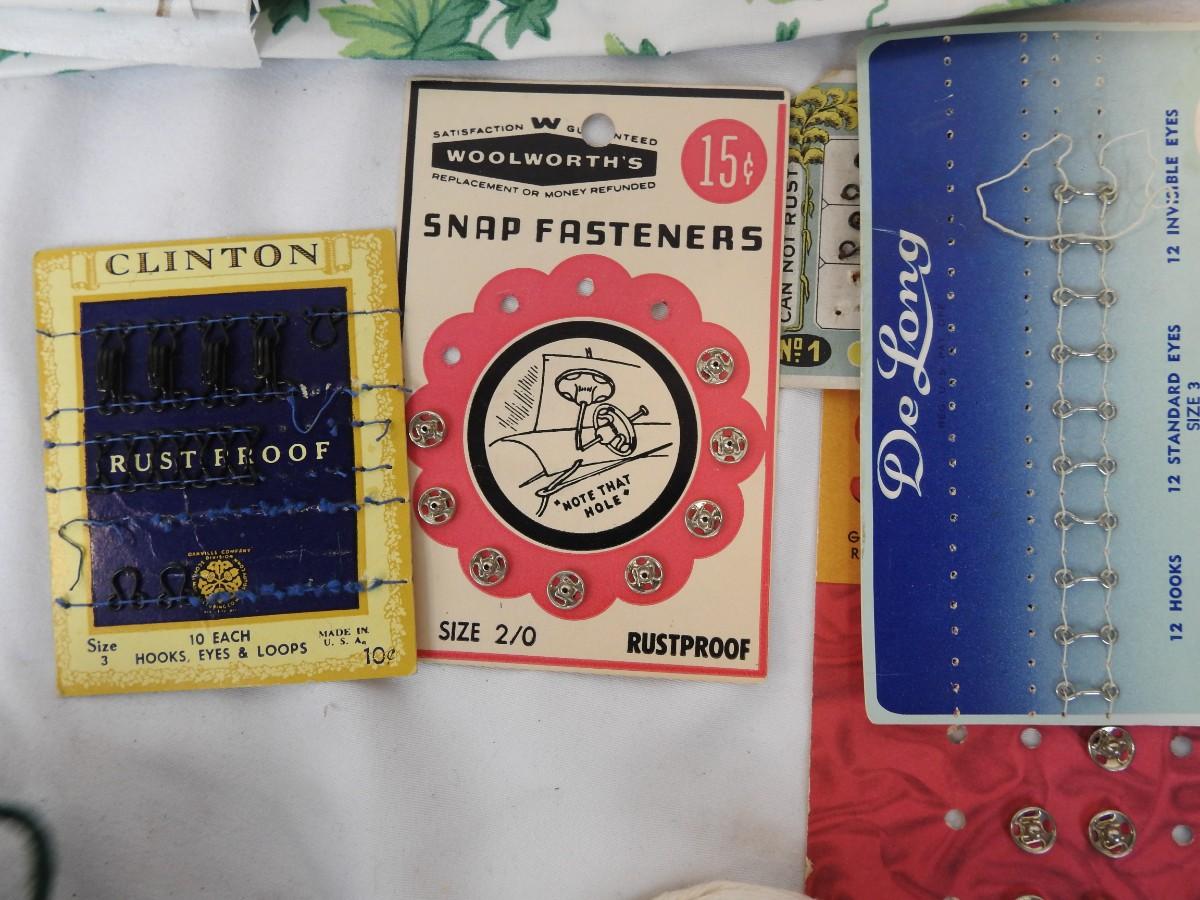 CLINTON
RUST PROOF
Size
3
10 EACH
HOOKS, EYES & LOOPS
MADE IN
U. S. A.
10¢
SATISFACTION W GUARANTEED
WOOLWORTH'S
REPLACEMENT OR MONEY REFUNDED
15¢
SNAP FASTENERS
"NOTE THAT
HOLE"
SIZE 2/0
RUSTPROOF
CAN NOT RUST
Nº 1
De Long
12 HOOKS
12 STANDARD EYES
12 INVISIBLE EYES
SIZE 3